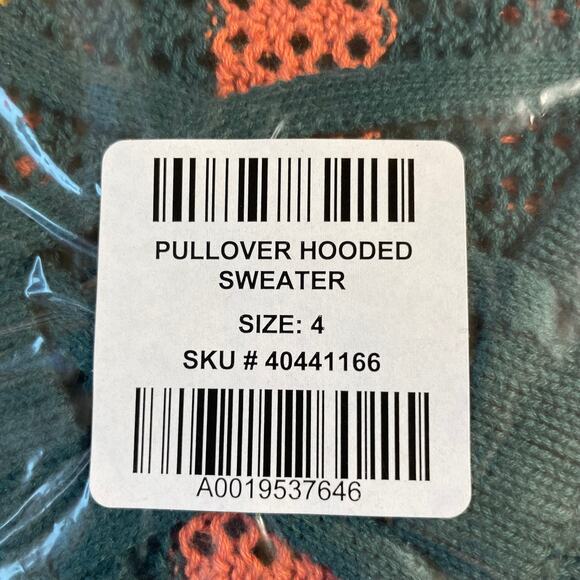 PULLOVER HOODED
SWEATER
SIZE: 4
SKU # 40441166
A0019537646